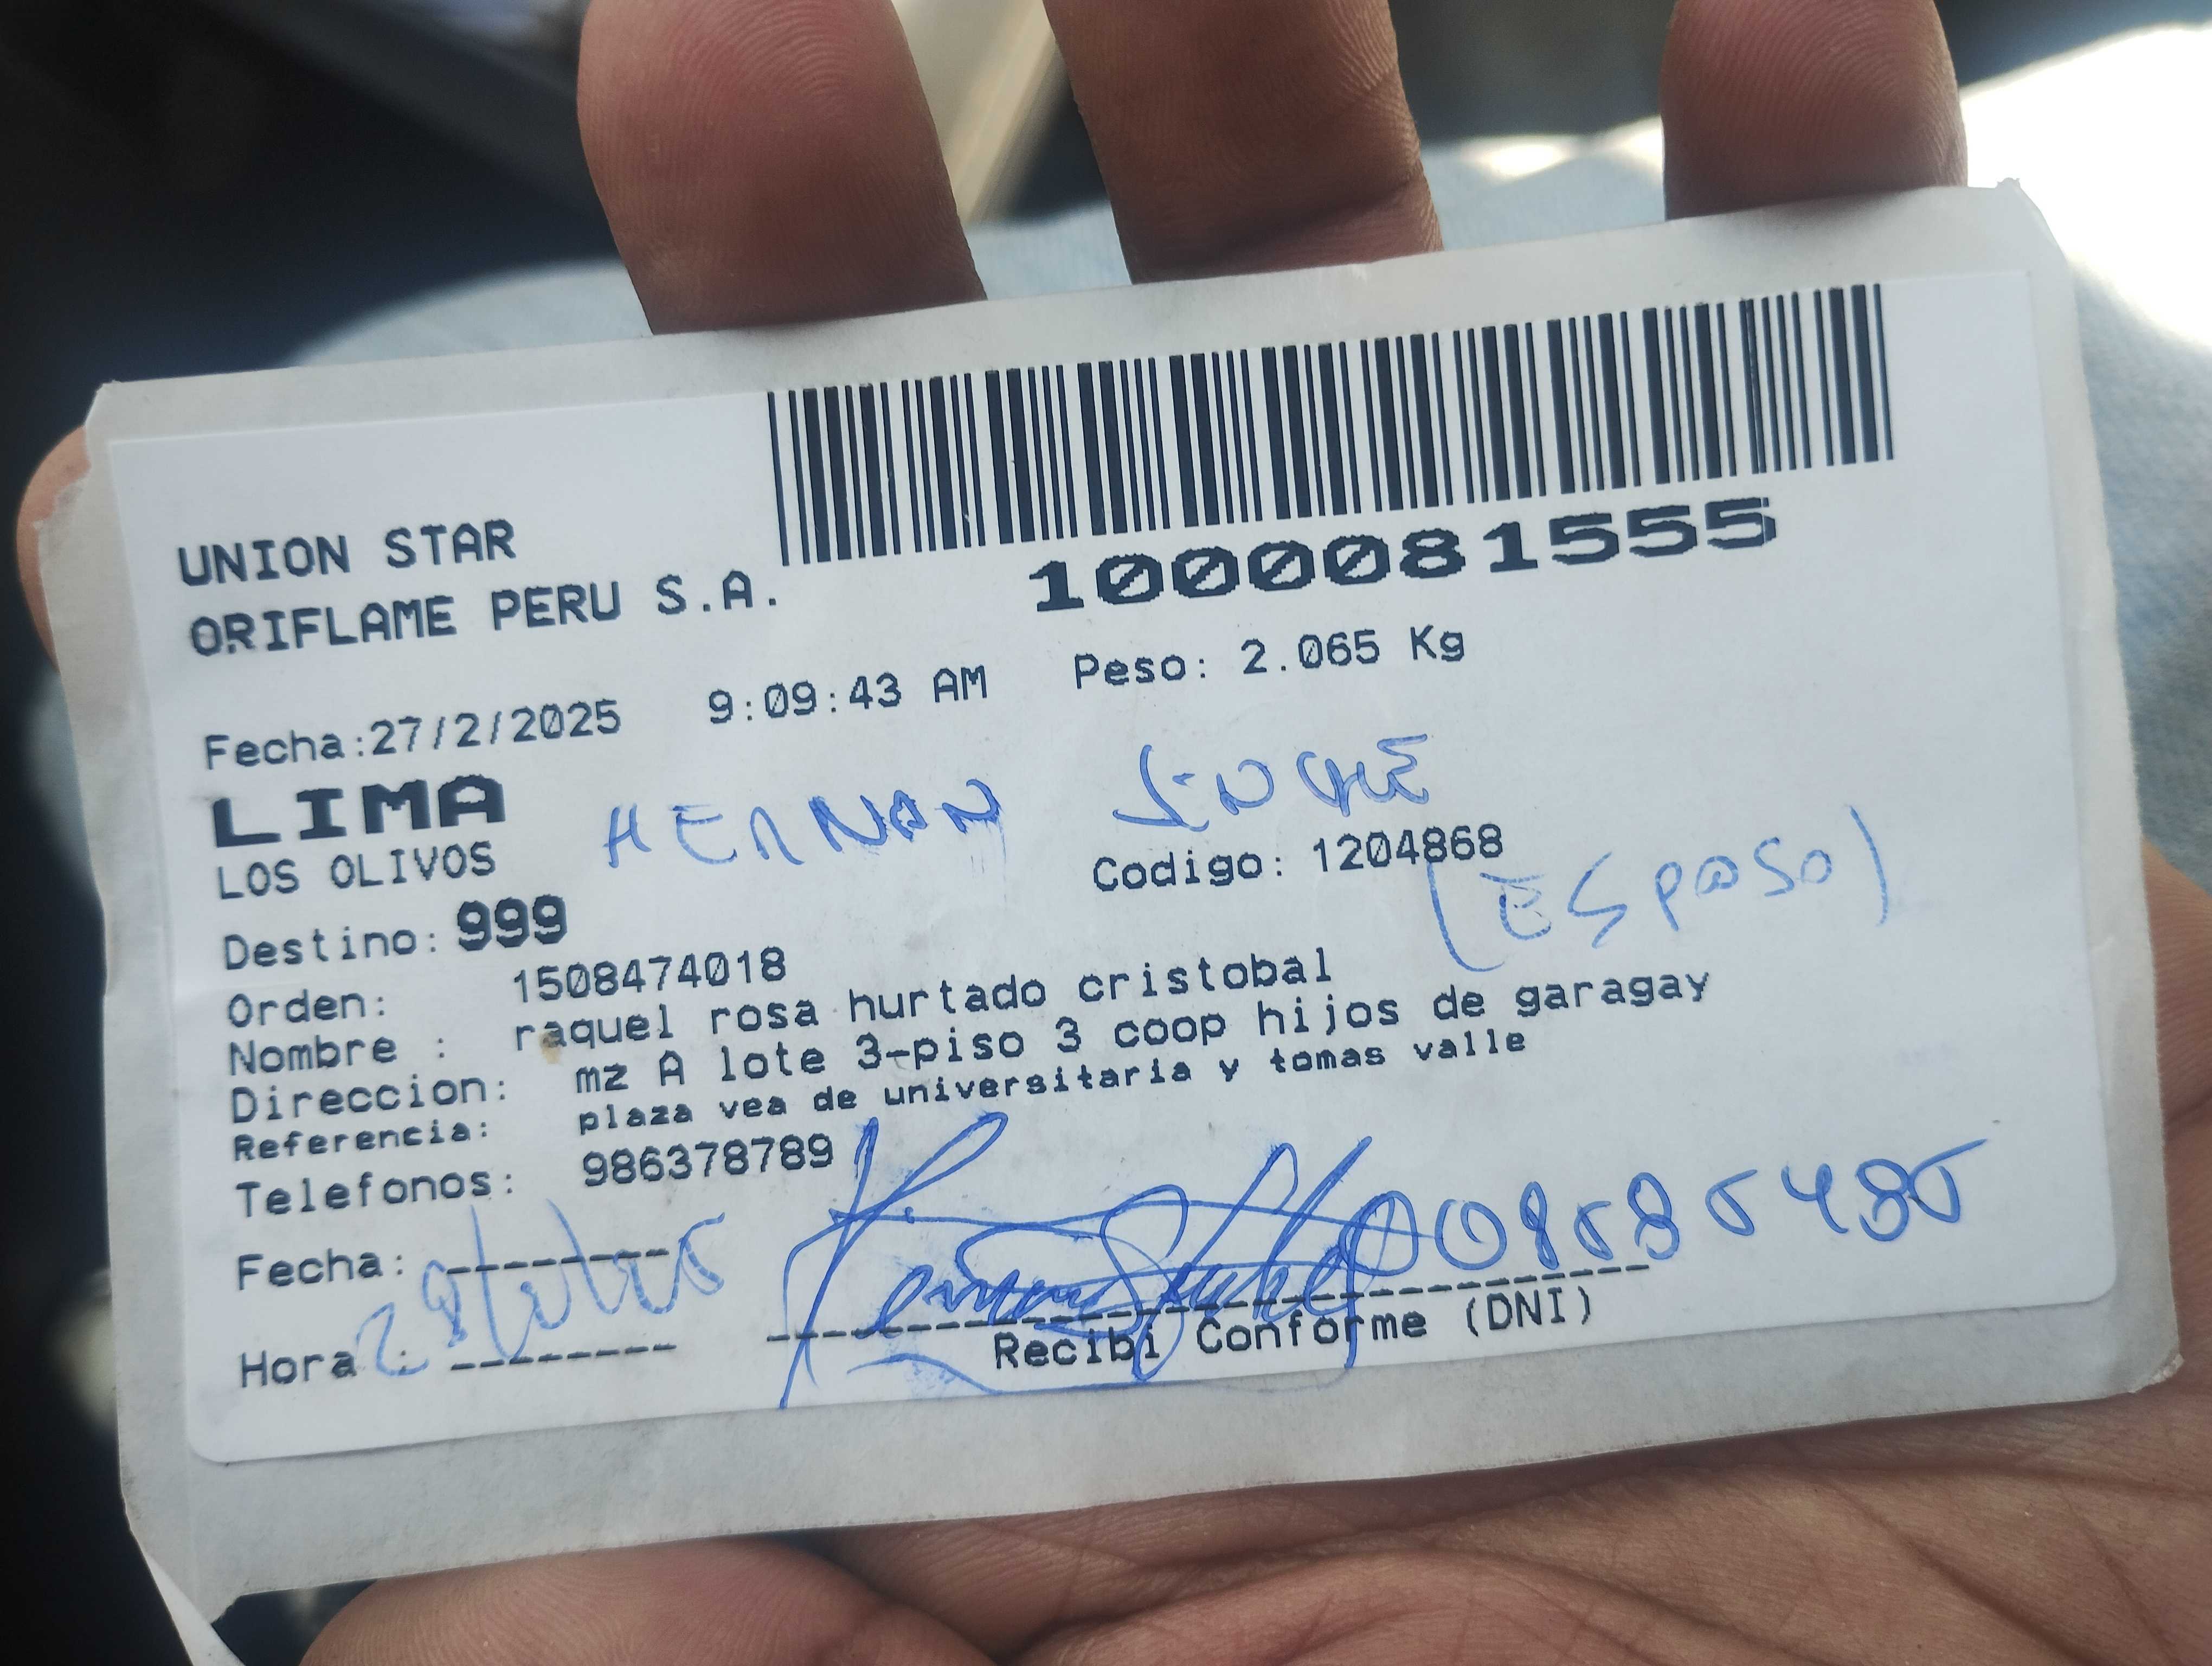 UNION STAR
ORIFLAME PERU S.A.
1000081555
Fecha:27/2/2025 9:09:43 AM Peso: 2.065 Kg
LIMA
HERNAN
LOS OLIVOS
Codigo: 1204868
(ESPOSO)
Destino: 999
Orden: 1508474018
Nombre : raquel rosa hurtado cristobal
Direccion: mz A lote 3-piso 3 coop hijos de garagay
Referencia: plaza vea de universitaria y tomas valle
Telefonos: 986378789
Fecha: --------
Hora : --------
Recibi Conforme (DNI)